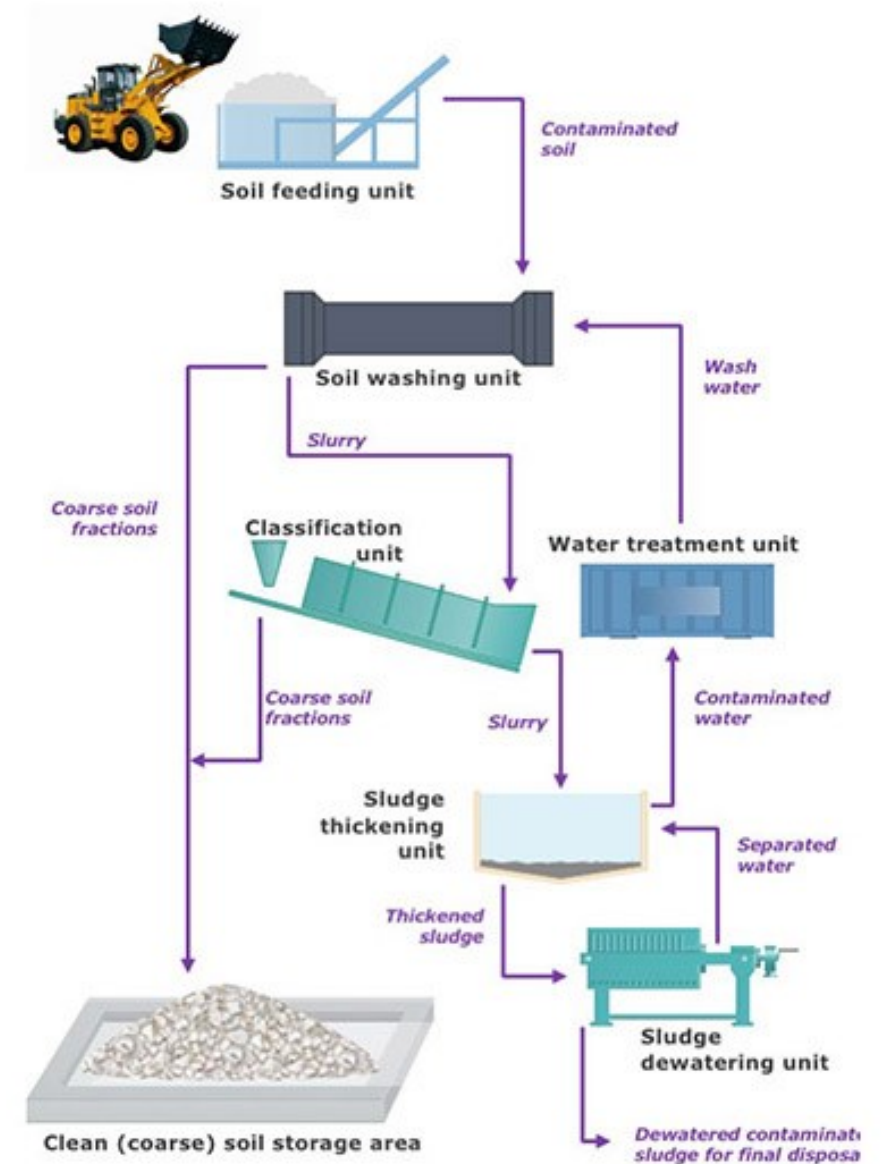 Contaminated
soil
Soil feeding unit
Soil washing unit
Wash
water
Slurry
Coarse soil
fractions
Classification
unit
Water treatment unit
Coarse soil
fractions
Slurry
Contaminated
water
Sludge
thickening
unit
Separated
water
Thickened
sludge
Sludge
dewatering unit
Clean (coarse) soil storage area
Dewatered contaminate
sludge for final disposa